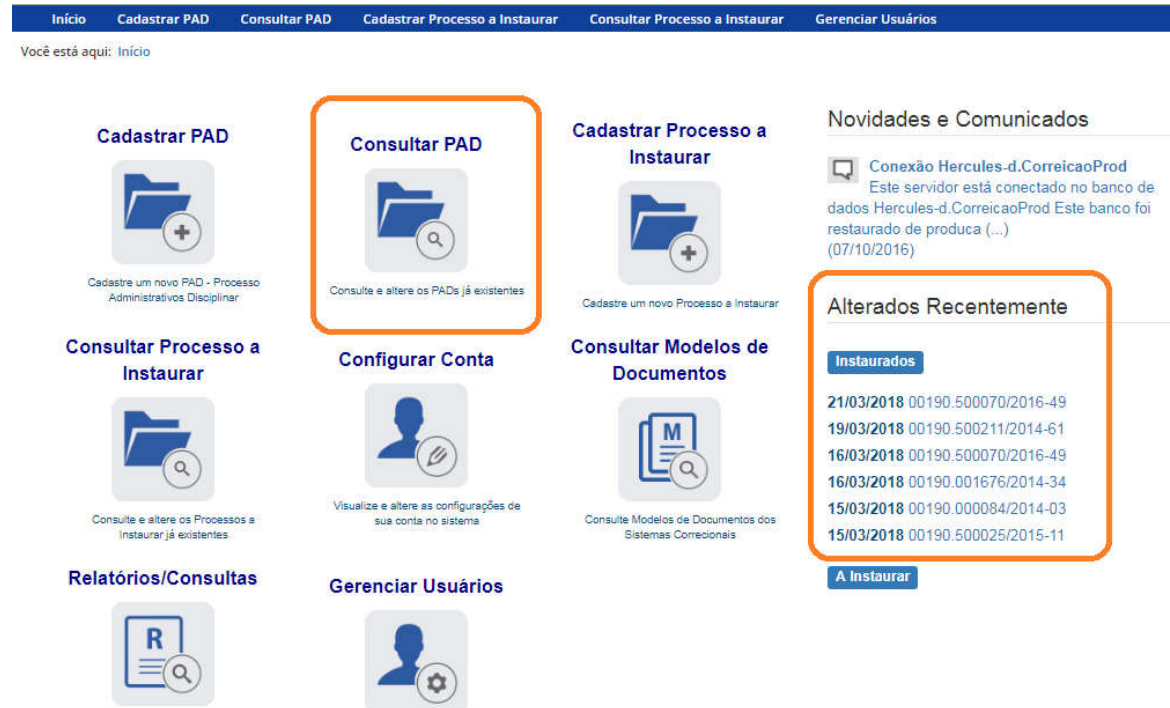 Início Cadastrar PAD Consultar PAD Cadastrar Processo a Instaurar Consultar Processo a Instaurar Gerenciar Usuários
Você está aqui: Início
Cadastrar PAD
Cadastre um novo PAD - Processo
Administrativos Disciplinar
Consultar PAD
Consulte e altere os PADs já existentes
Cadastrar Processo a
Instaurar
Cadastre um novo Processo a Instaurar
Consultar Processo a
Instaurar
Consulte e altere os Processos a
Instaurar já existentes
Configurar Conta
Visualize e altere as configurações de
sua conta no sistema
Consultar Modelos de
Documentos
M
Consulte Modelos de Documentos dos
Sistemas Correcionais
Relatórios/Consultas
R
Gerenciar Usuários
Novidades e Comunicados
Conexão Hercules-d.CorreicaoProd
Este servidor está conectado no banco de
dados Hercules-d.CorreicaoProd Este banco foi
restaurado de produca (...)
(07/10/2016)
Alterados Recentemente
Instaurados
21/03/2018 00190.500070/2016-49
19/03/2018 00190.500211/2014-61
16/03/2018 00190.500070/2016-49
16/03/2018 00190.001676/2014-34
15/03/2018 00190.000084/2014-03
15/03/2018 00190.500025/2015-11
A Instaurar